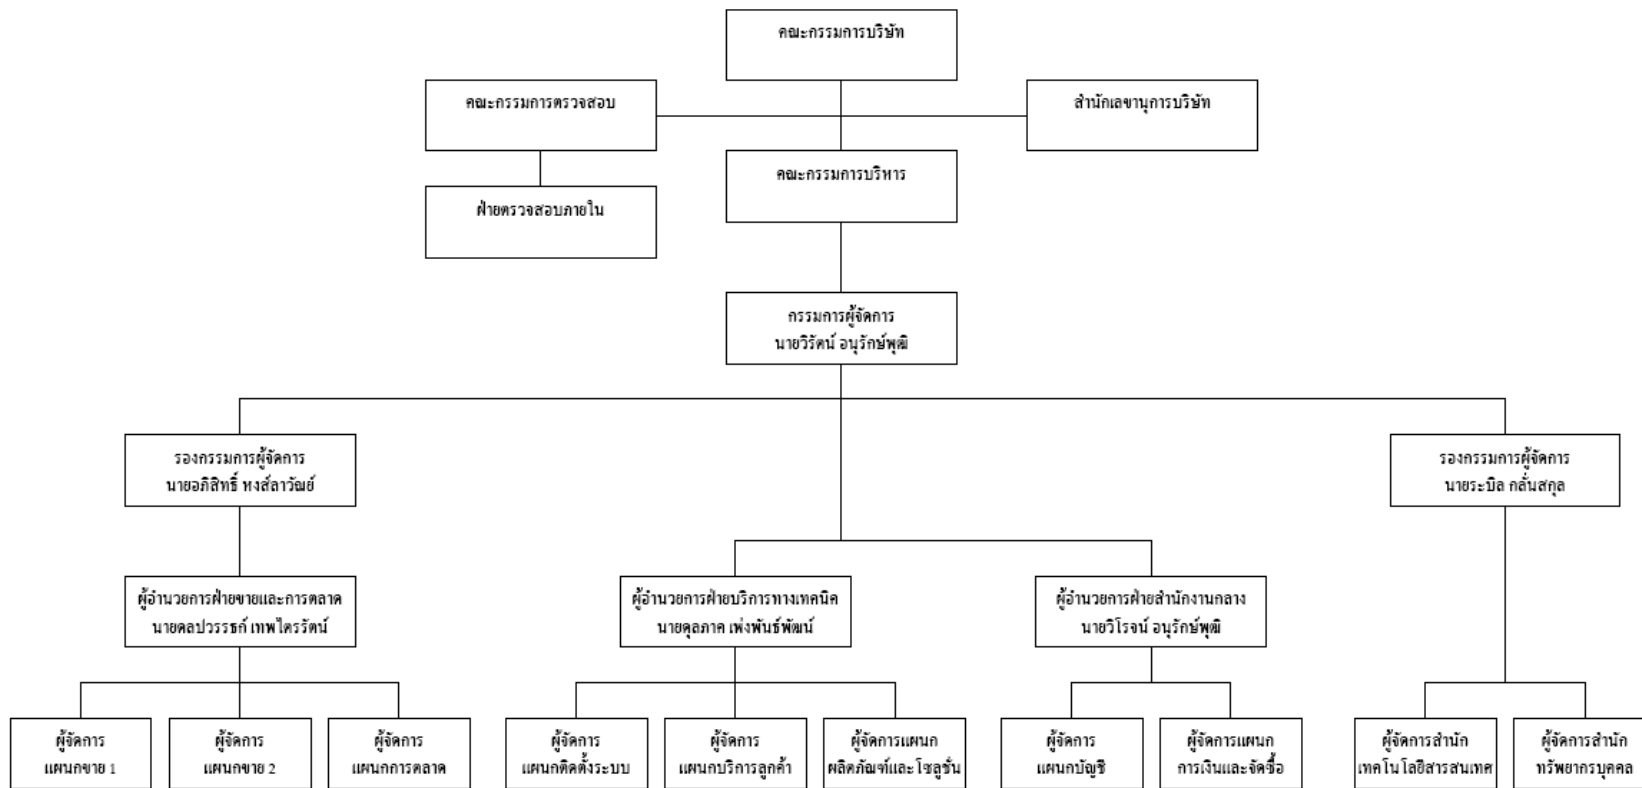 คณะกรรมการบริษัท
คณะกรรมการตรวจสอบ
สำนักเลขานุการบริษัท
คณะกรรมการบริหาร
ฝ่ายตรวจสอบภายใน
กรรมการผู้จัดการ
นายวิรัตน์ อนุรักษ์พุฒิ
รองกรรมการผู้จัดการ
นายอภิสิทธิ์ หงส์ลาวัณย์
รองกรรมการผู้จัดการ
นายระบิล กลั่นสกุล
ผู้อำนวยการฝ่ายขายและการตลาด
นายดลปวรรธก์ เทพไตรรัตน์
ผู้อำนวยการฝ่ายบริการทางเทคนิค
นายดุลภาค เพ่งพันธ์พัฒน์
ผู้อำนวยการฝ่ายสำนักงานกลาง
นายวิโรจน์ อนุรักษ์พุฒิ
ผู้จัดการ
แผนกขาย 1
ผู้จัดการ
แผนกขาย 2
ผู้จัดการ
แผนกการตลาด
ผู้จัดการ
แผนกติดตั้งระบบ
ผู้จัดการ
แผนกบริการลูกค้า
ผู้จัดการแผนก
ผลิตภัณฑ์และโซลูชั่น
ผู้จัดการ
แผนกบัญชี
ผู้จัดการแผนก
การเงินและจัดซื้อ
ผู้จัดการสำนัก
เทคโนโลยีสารสนเทศ
ผู้จัดการสำนัก
ทรัพยากรบุคคล